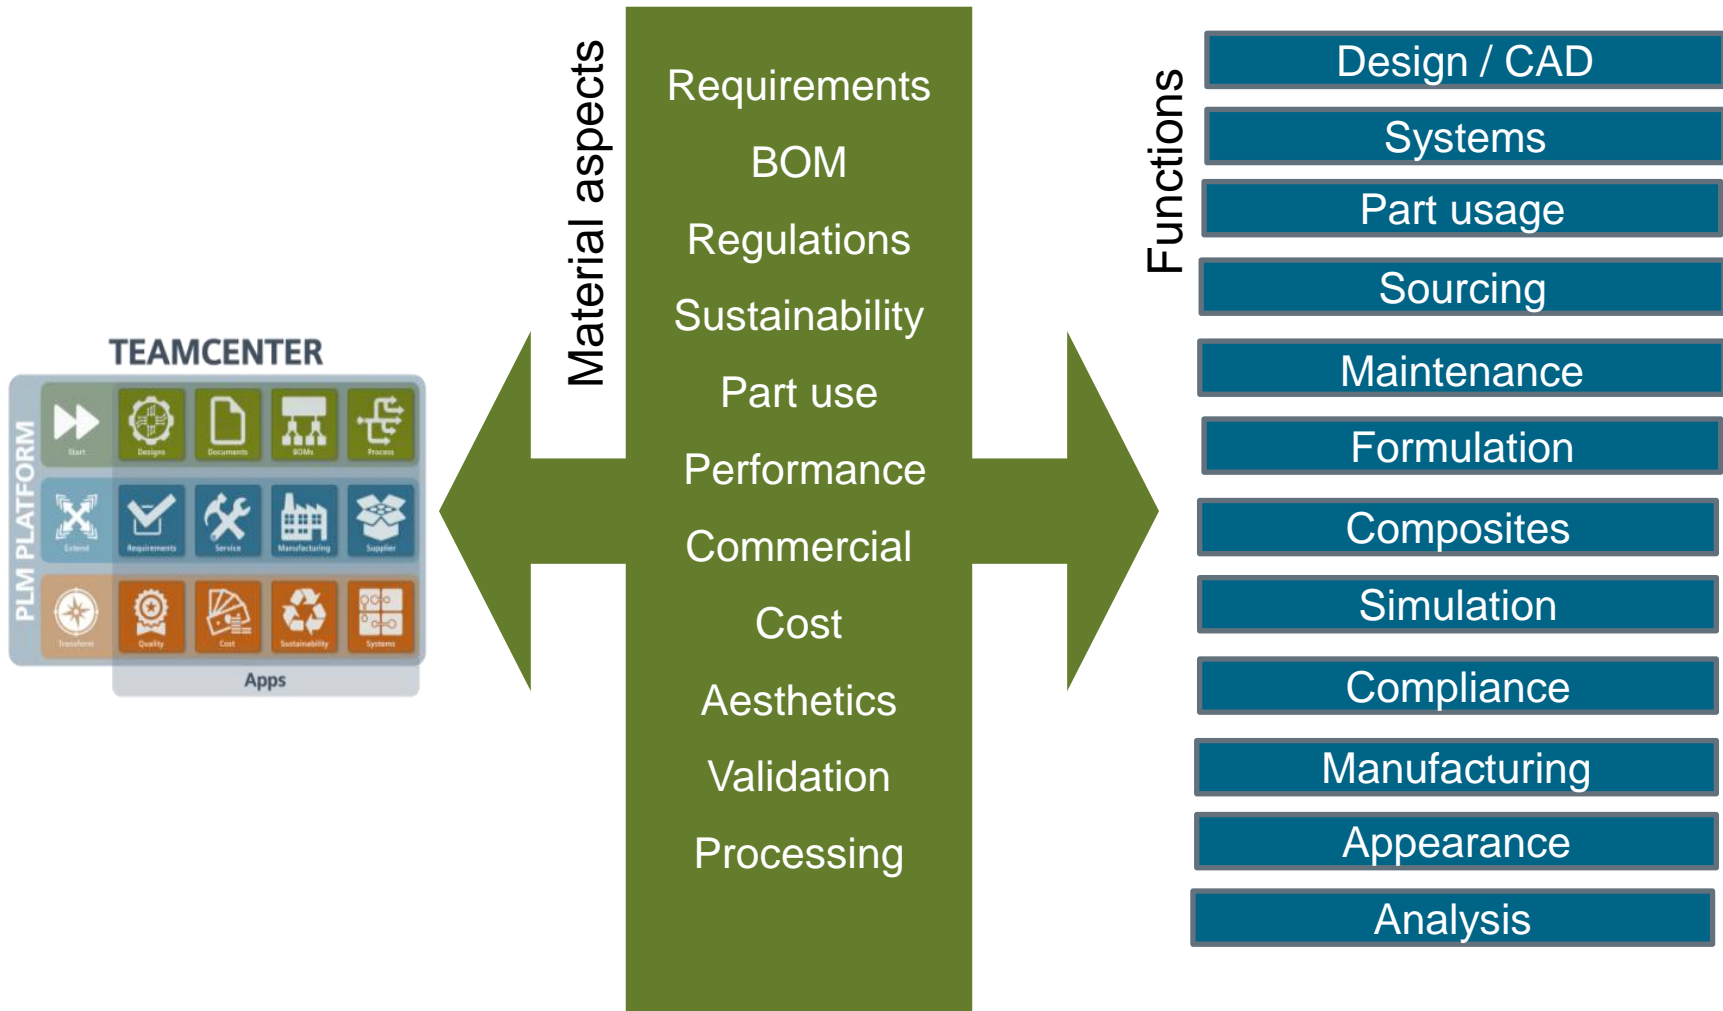 TEAMCENTER
PLM PLATFORM
Start
Designs
Documents
BOMs
Process
Extend
Requirements
Service
Manufacturing
Supplier
Transform
Quality
Cost
Sustainability
Systems
Apps
Material aspects
Requirements
BOM
Regulations
Sustainability
Part use
Performance
Commercial
Cost
Aesthetics
Validation
Processing
Functions
Design / CAD
Systems
Part usage
Sourcing
Maintenance
Formulation
Composites
Simulation
Compliance
Manufacturing
Appearance
Analysis